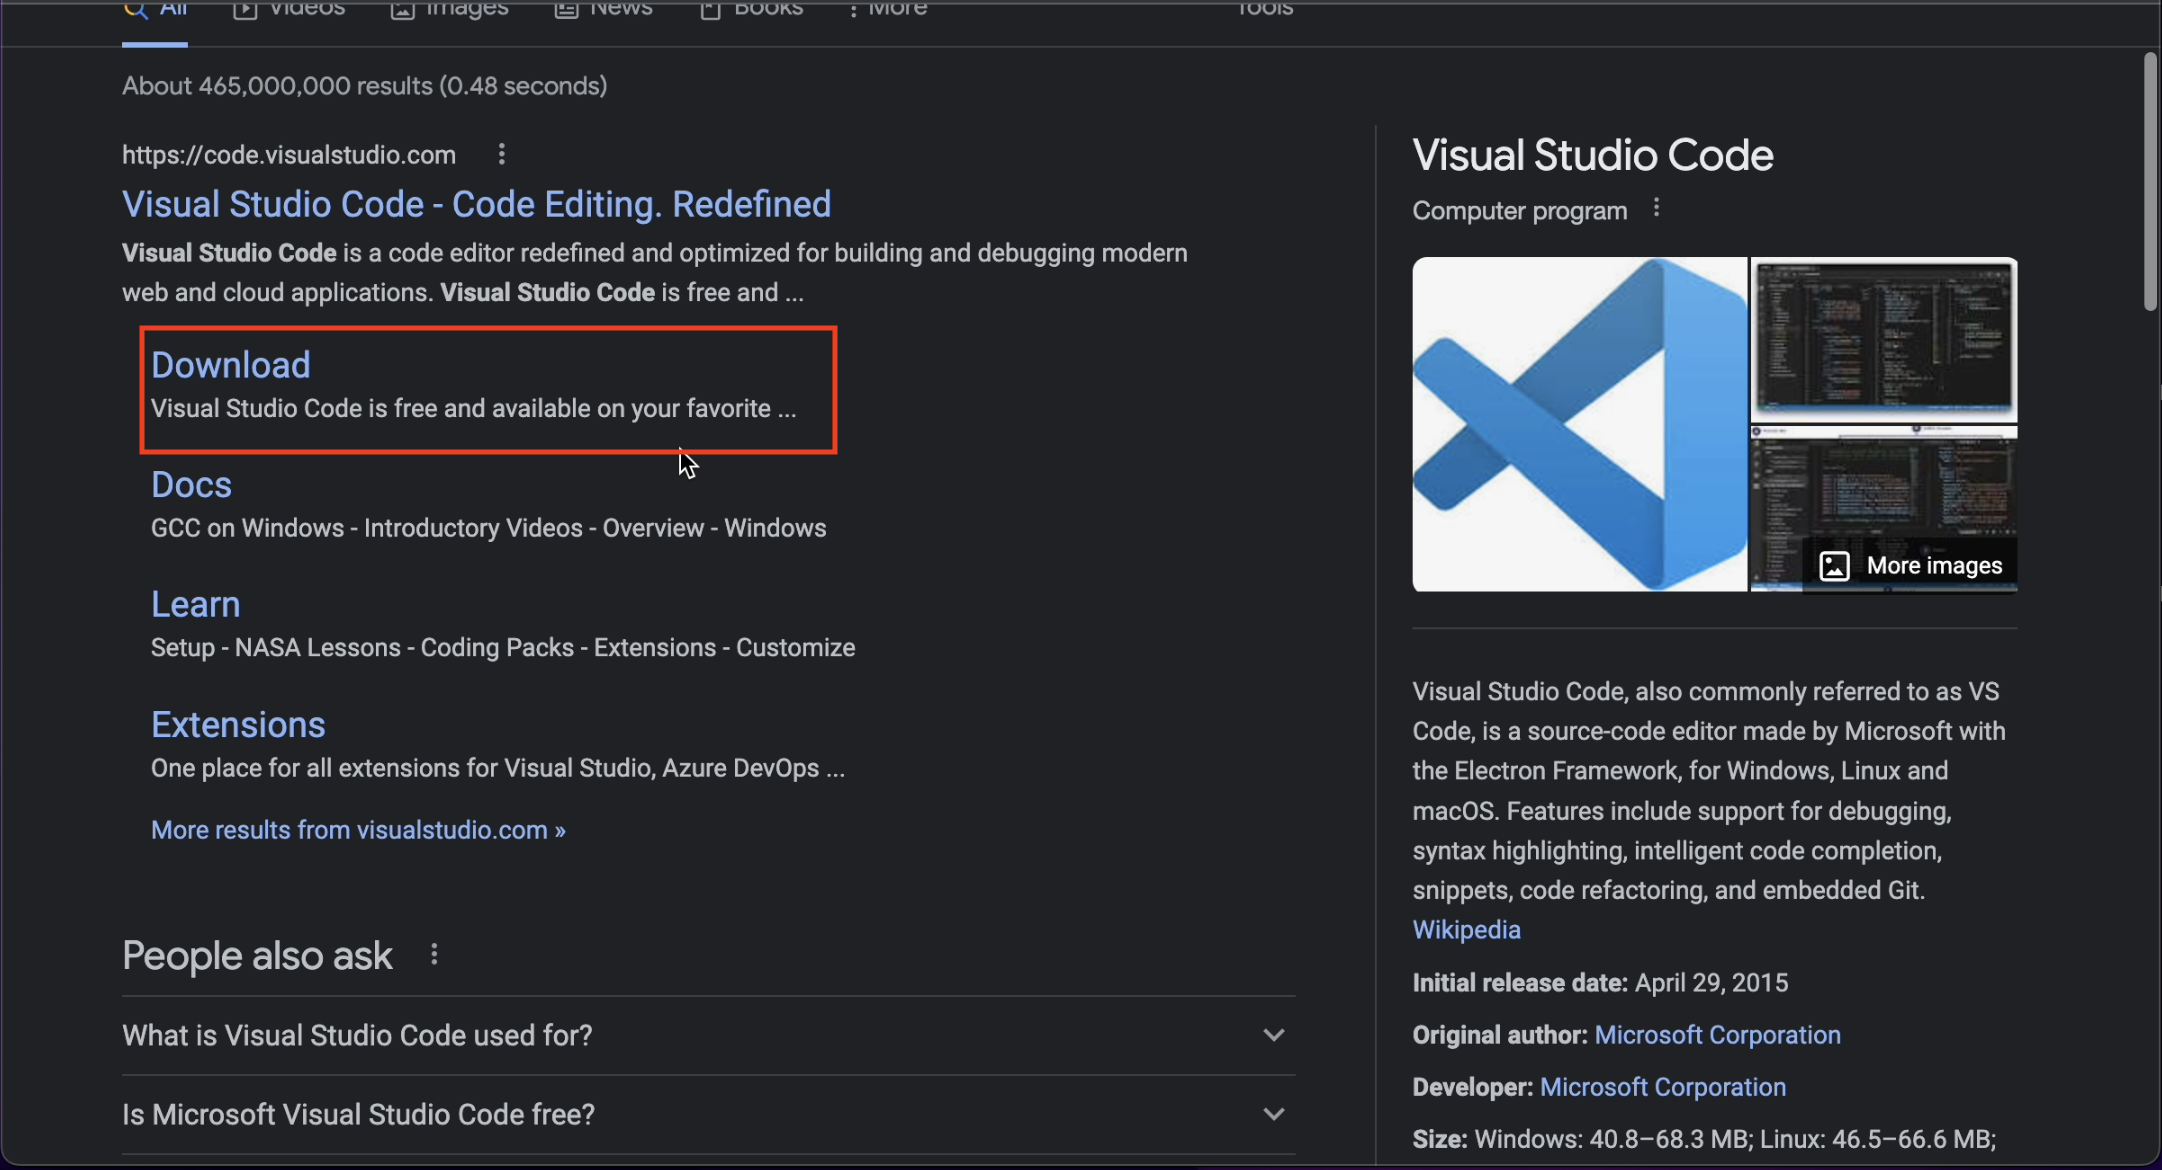 All
Videos
Images
News
Books
More
Tools
About 465,000,000 results (0.48 seconds)
https://code.visualstudio.com
Visual Studio Code - Code Editing. Redefined
Visual Studio Code is a code editor redefined and optimized for building and debugging modern
web and cloud applications. Visual Studio Code is free and ...
Download
Visual Studio Code is free and available on your favorite ...
Docs
GCC on Windows - Introductory Videos - Overview - Windows
Learn
Setup - NASA Lessons - Coding Packs - Extensions - Customize
Extensions
One place for all extensions for Visual Studio, Azure DevOps ...
More results from visualstudio.com »
People also ask
What is Visual Studio Code used for?
Is Microsoft Visual Studio Code free?
Visual Studio Code
Computer program
More images
Visual Studio Code, also commonly referred to as VS
Code, is a source-code editor made by Microsoft with
the Electron Framework, for Windows, Linux and
macOS. Features include support for debugging,
syntax highlighting, intelligent code completion,
snippets, code refactoring, and embedded Git.
Wikipedia
Initial release date: April 29, 2015
Original author: Microsoft Corporation
Developer: Microsoft Corporation
Size: Windows: 40.8–68.3 MB; Linux: 46.5–66.6 MB;